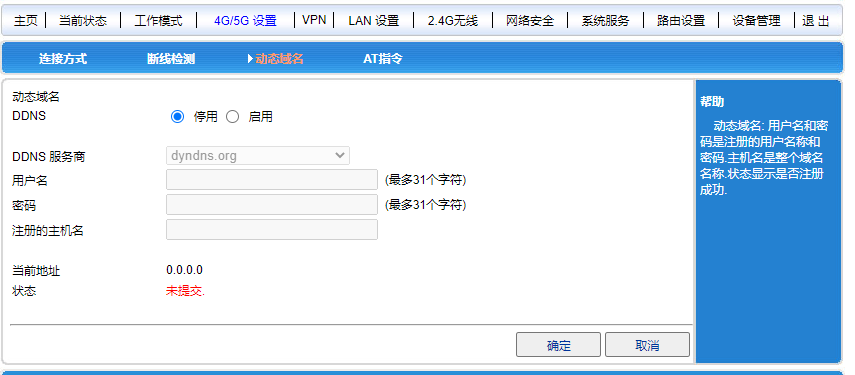 主页 当前状态 工作模式 4G/5G 设置 VPN LAN 设置 2.4G无线 网络安全 系统服务 路由设置 设备管理 退 出
连接方式 断线检测 动态域名 AT指令
动态域名
DDNS 停用 启用
DDNS 服务商 dyndns.org
用户名 (最多31个字符)
密码 (最多31个字符)
注册的主机名
当前地址 0.0.0.0
状态 未提交.
确定 取消
帮助
动态域名: 用户名和密
码是注册的用户名称和
密码.主机名是整个域名
名称.状态显示是否注册
成功.